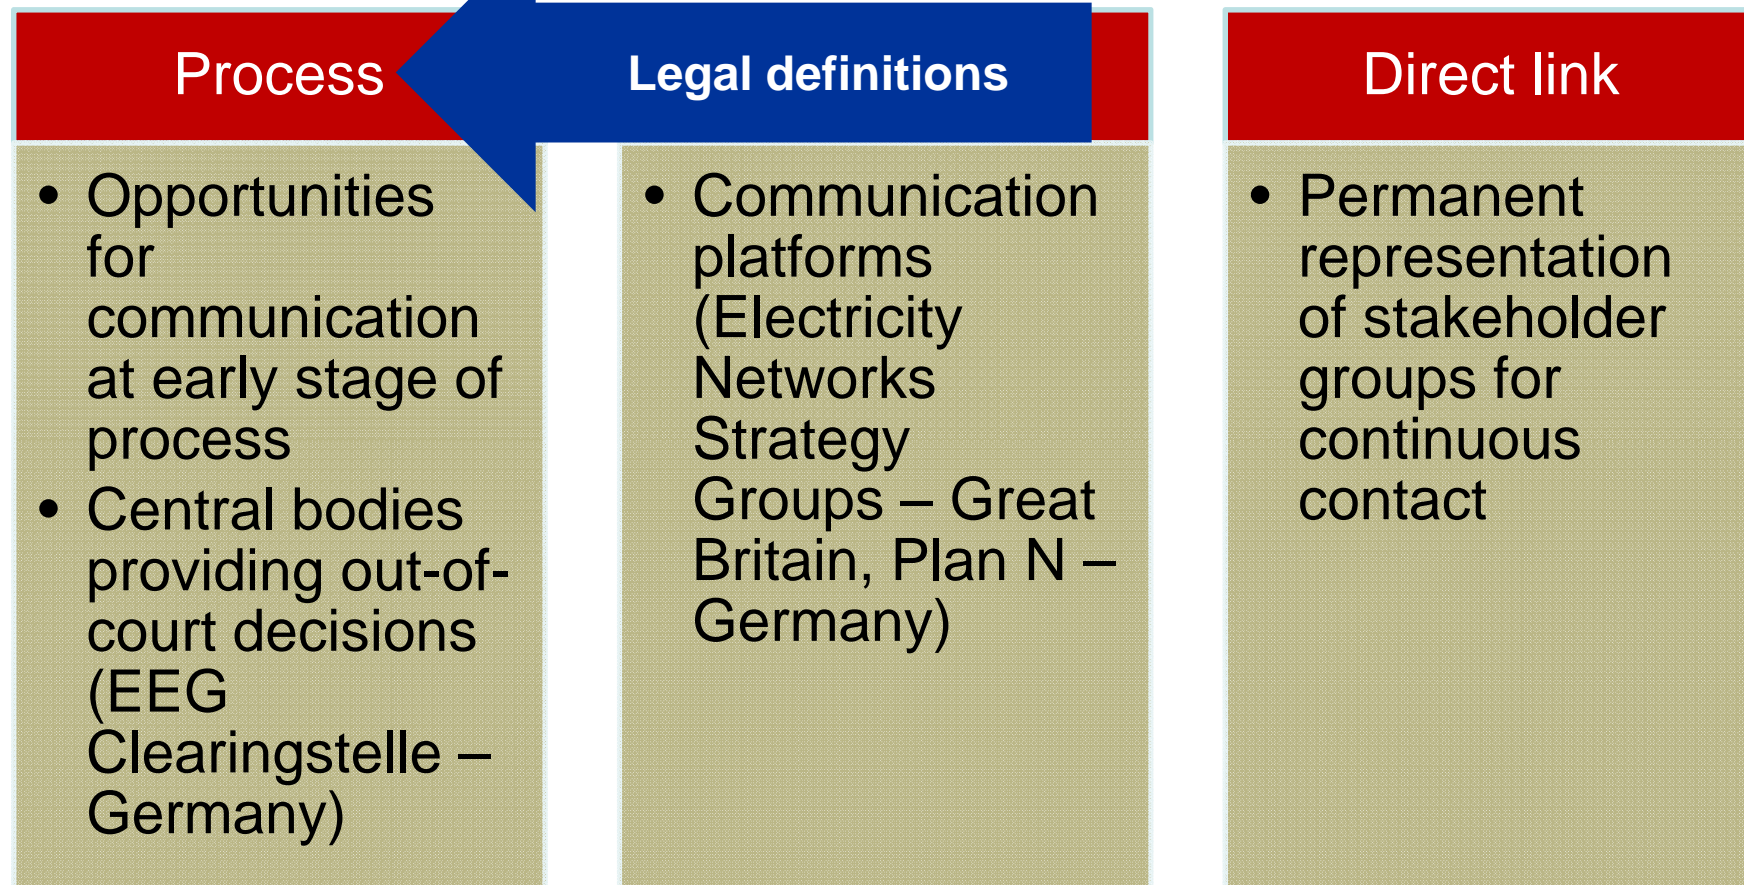 Process
Legal definitions
Direct link
• Opportunities
for
communication
at early stage of
process
• Central bodies
providing out-of-
court decisions
(EEG
Clearingstelle –
Germany)
• Communication
platforms
(Electricity
Networks
Strategy
Groups – Great
Britain, Plan N –
Germany)
• Permanent
representation
of stakeholder
groups for
continuous
contact